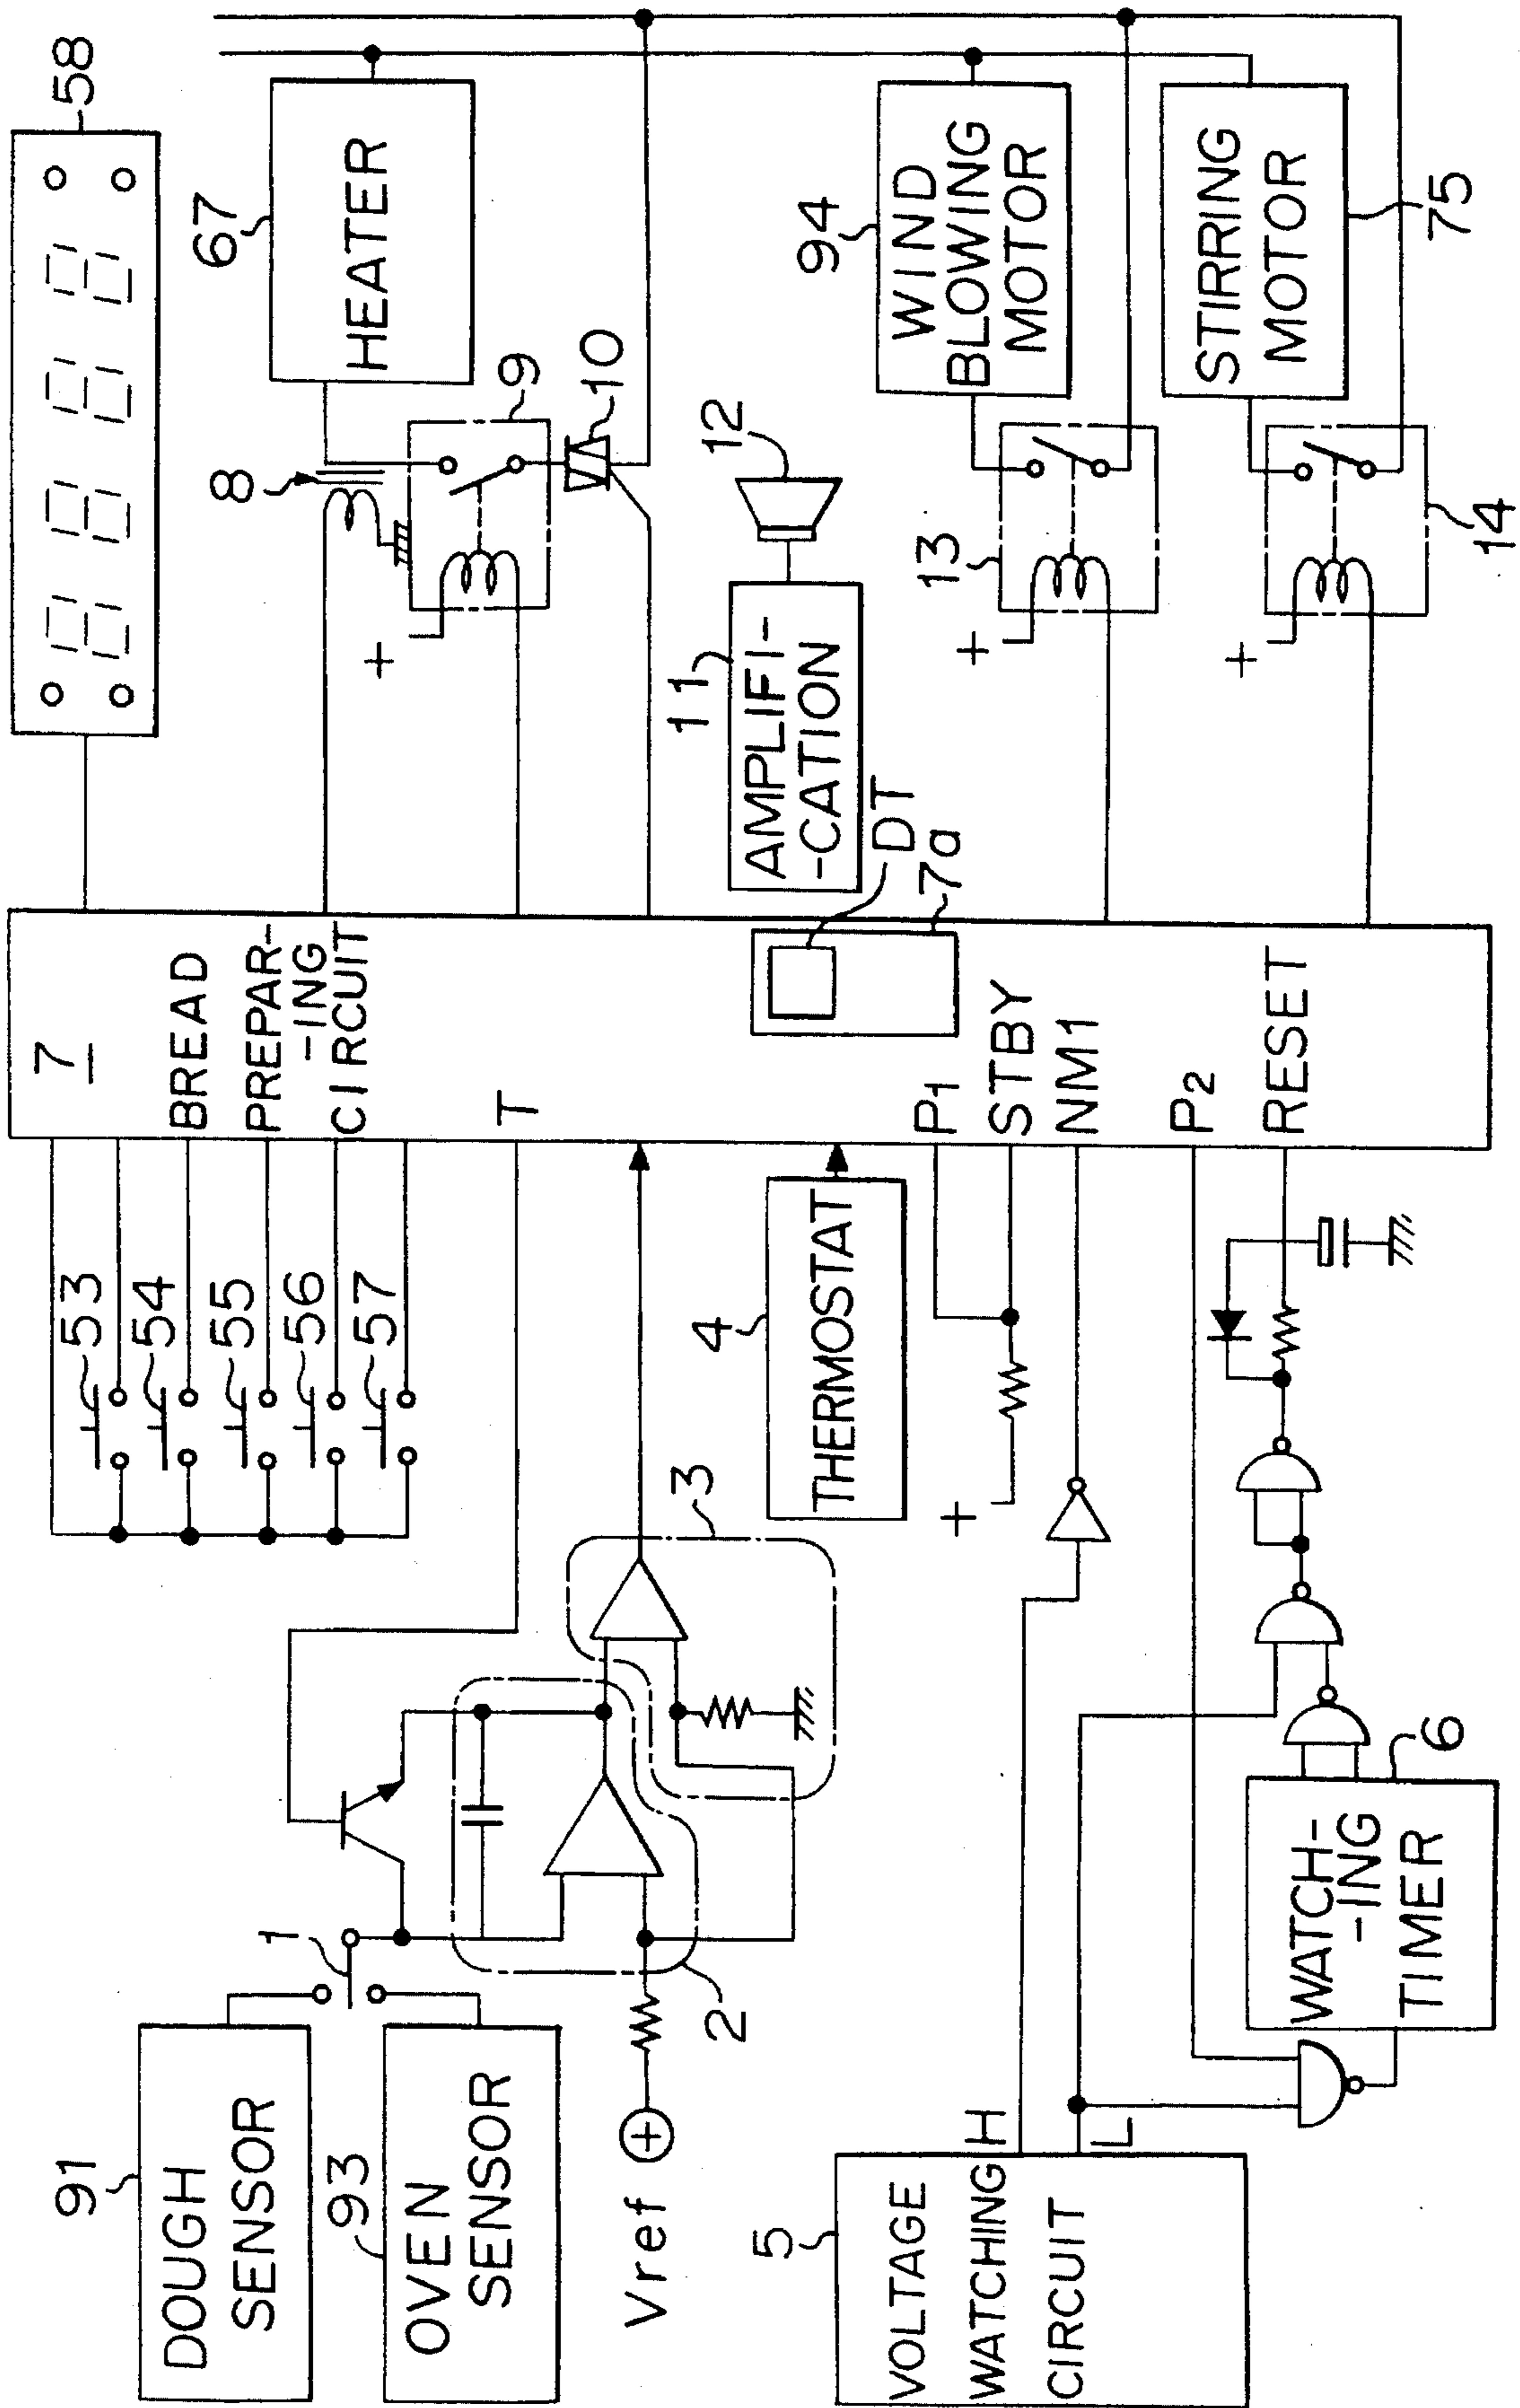 58
67
HEATER
8
9
10
12
11
AMPLIFI-
-CATION
94
WIND
BLOWING
MOTOR
13
STIRRING
MOTOR
75
14
+
+
+
7
BREAD
PREPAR-
-ING
CIRCUIT
T
DT
7a
P1
STBY
NM1
P2
RESET
53
54
55
56
57
3
4
THERMOSTAT
+
91
DOUGH
SENSOR
93
OVEN
SENSOR
1
2
Vref +
5
VOLTAGE
WATCHING
CIRCUIT
H
L
6
WATCH-
-ING
TIMER